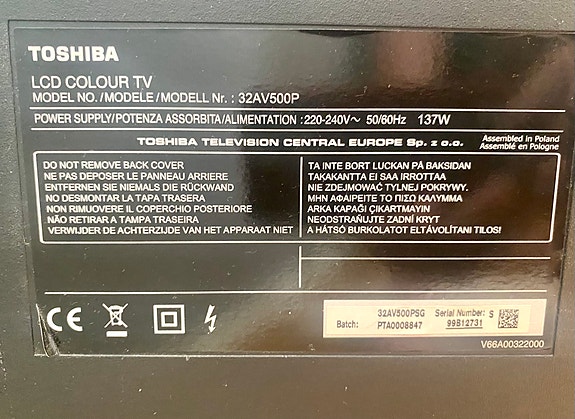 TOSHIBA
LCD COLOUR TV
MODEL NO./MODELE/MODELL Nr. : 32AV500P
POWER SUPPLY/POTENZA ASSORBITA/ALIMENTATION :220-240V~ 50/60Hz 137W
TOSHIBA TELEVISION CENTRAL EUROPE Sp. z o.o.
Assembled in Poland
Assemblé en Pologne
DO NOT REMOVE BACK COVER
NE PAS DEPOSER LE PANNEAU ARRIERE
ENTFERNEN SIE NIEMALS DIE RÜCKWAND
NO DESMONTAR LA TAPA TRASERA
NON RIMUOVERE IL COPERCHIO POSTERIORE
NÃO RETIRAR A TAMPA TRASEIRA
VERWIJDER DE ACHTERZIJDE VAN HET APPARAAT NIET
TA INTE BORT LUCKAN PÅ BAKSIDAN
TAKAKANTTA EI SAA IRROTTAA
NIE ZDEJMOWAĆ TYLNEJ POKRYWY.
ΜΗΝ ΑΦΑΙΡΕΙΤΕ ΤΟ ΠΙΣΩ ΚΑΛΥΜΜΑ
ARKA KAPAĞI ÇIKARTMAYIN
NEODSTRAŇUJTE ZADNÍ KRYT
A HÁTSÓ BURKOLATOT ELTÁVOLÍTANI TILOS!
CE
32AV500PSG Serial Number: S
Batch: PTA0008847 99B12731
V66A00322000